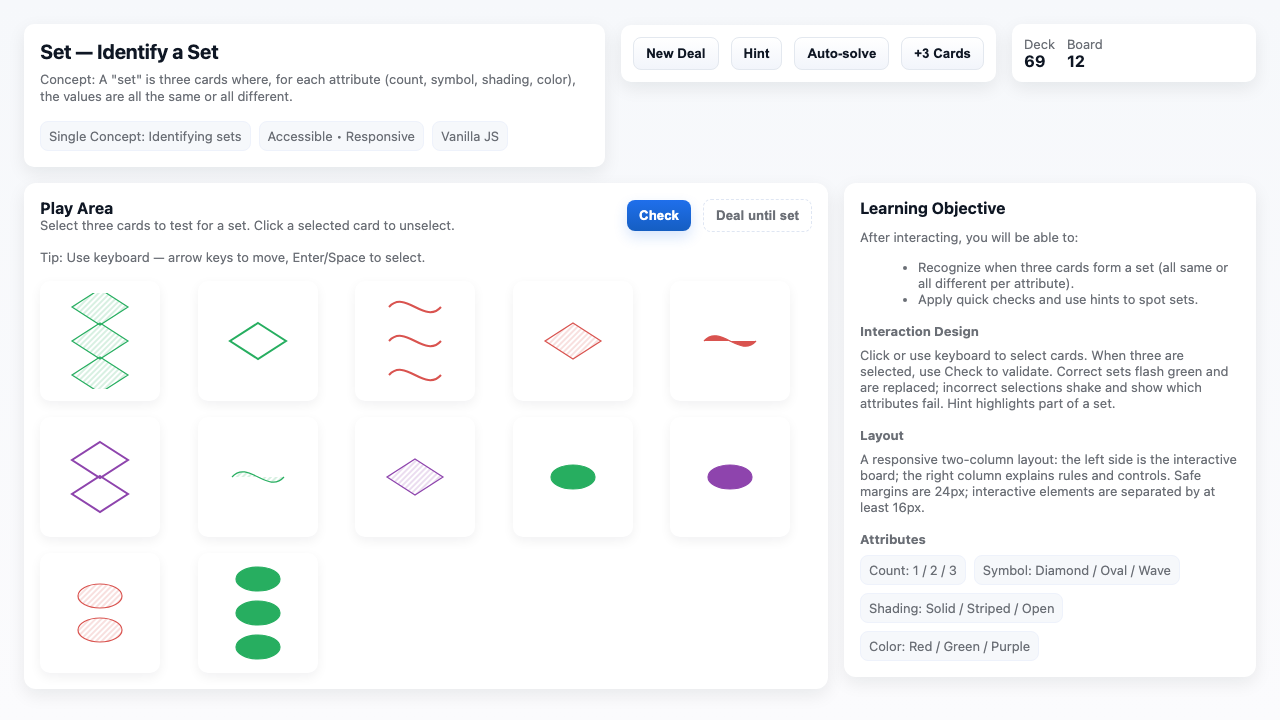 Set — Identify a Set
Concept: A "set" is three cards where, for each attribute (count, symbol, shading, color),
the values are all the same or all different.
Single Concept: Identifying sets
Accessible • Responsive
Vanilla JS
New Deal
Hint
Auto-solve
+3 Cards
Deck
69
Board
12
Play Area
Select three cards to test for a set. Click a selected card to unselect.
Check
Deal until set
Tip: Use keyboard — arrow keys to move, Enter/Space to select.
Learning Objective
After interacting, you will be able to:
• Recognize when three cards form a set (all same or
all different per attribute).
• Apply quick checks and use hints to spot sets.
Interaction Design
Click or use keyboard to select cards. When three are
selected, use Check to validate. Correct sets flash green and
are replaced; incorrect selections shake and show which
attributes fail. Hint highlights part of a set.
Layout
A responsive two-column layout: the left side is the interactive
board; the right column explains rules and controls. Safe
margins are 24px; interactive elements are separated by at
least 16px.
Attributes
Count: 1 / 2 / 3
Symbol: Diamond / Oval / Wave
Shading: Solid / Striped / Open
Color: Red / Green / Purple